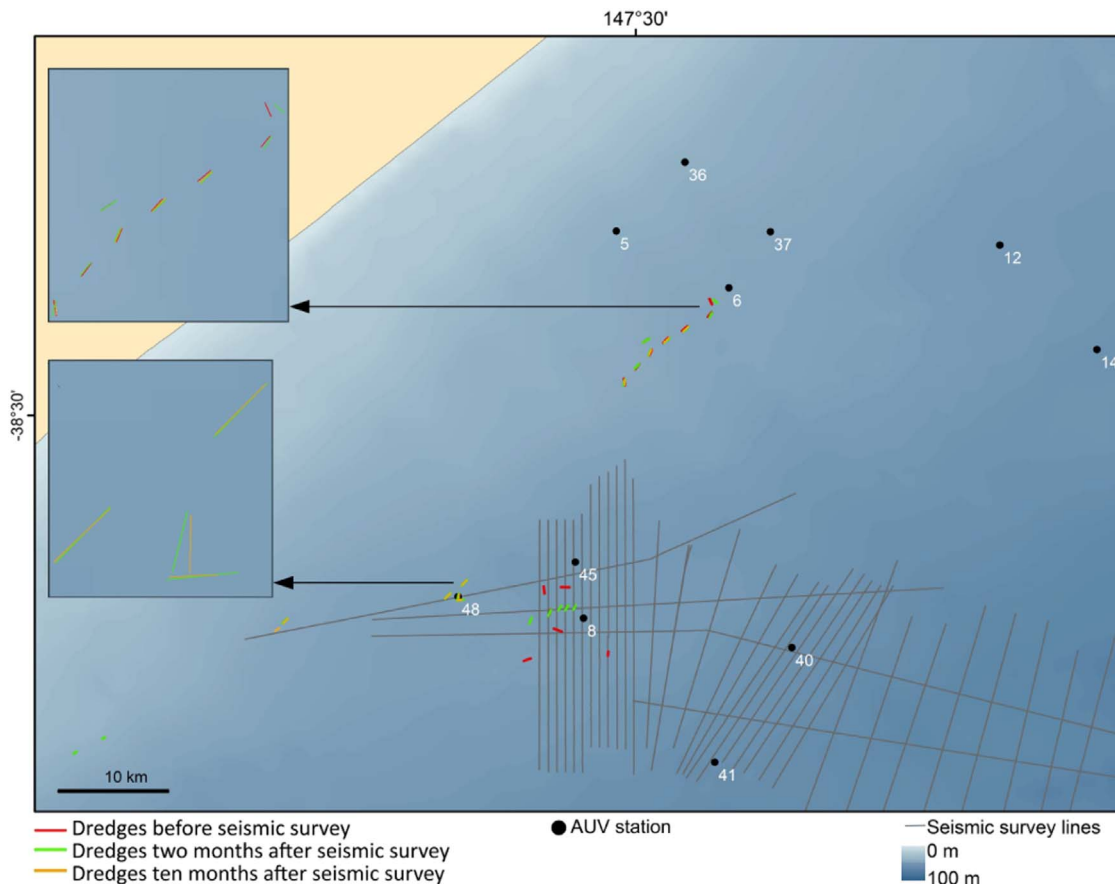 147°30'
36
5
37
12
6
14
-38°30'
45
48
8
40
41
10 km
Dredges before seismic survey
AUV station
Seismic survey lines
Dredges two months after seismic survey
0 m
Dredges ten months after seismic survey
100 m